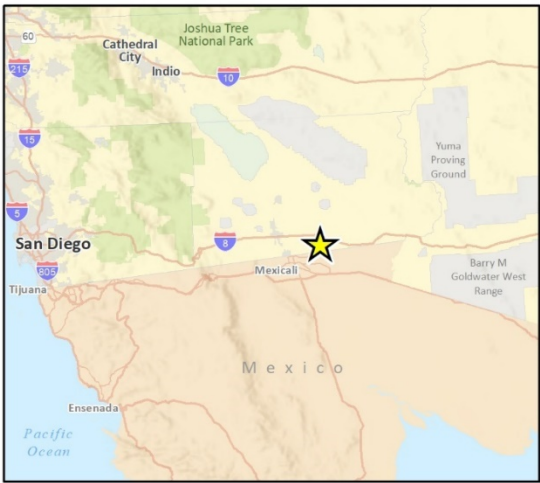 Joshua Tree
National Park
60
Cathedral
City
Indio
215
10
15
Yuma
Proving
Ground
5
San Diego
8
805
Mexicali
Barry M
Goldwater West
Range
Tijuana
Mexico
Ensenada
Pacific
Ocean